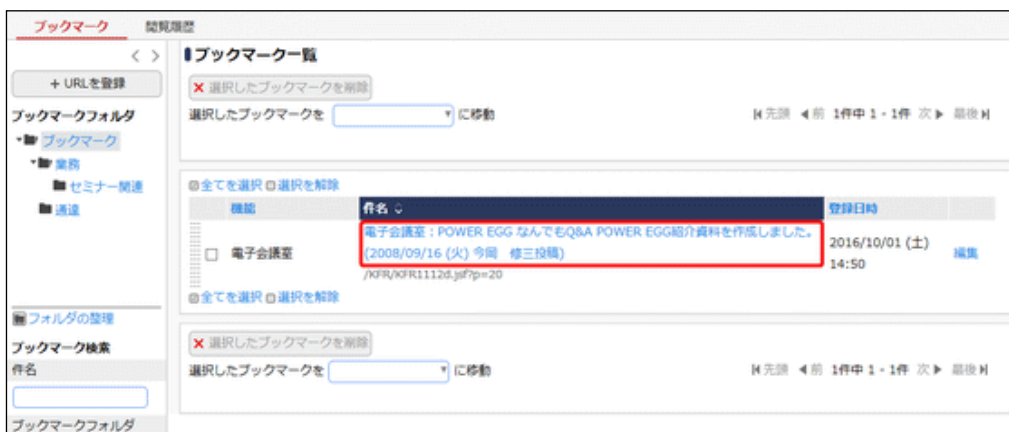 ブックマーク 閲覧履歴
< >
+ URLを登録
ブックマークフォルダ
ブックマーク
業務
セミナー関連
通達
フォルダの整理
ブックマーク検索
件名
ブックマークフォルダ
ブックマーク一覧
× 選択したブックマークを削除
選択したブックマークを に移動
先頭 前 1件中 1 - 1件 次 最後
全てを選択 選択を解除
機能 件名 登録日時
電子会議室
電子会議室:POWER EGG なんでもQ&A POWER EGG紹介資料を作成しました。
(2008/09/16 (火) 今岡 修三投稿)
/KFR/KFR1112d.jsf?p=20
2016/10/01 (土)
14:50
編集
全てを選択 選択を解除
× 選択したブックマークを削除
選択したブックマークを に移動
先頭 前 1件中 1 - 1件 次 最後